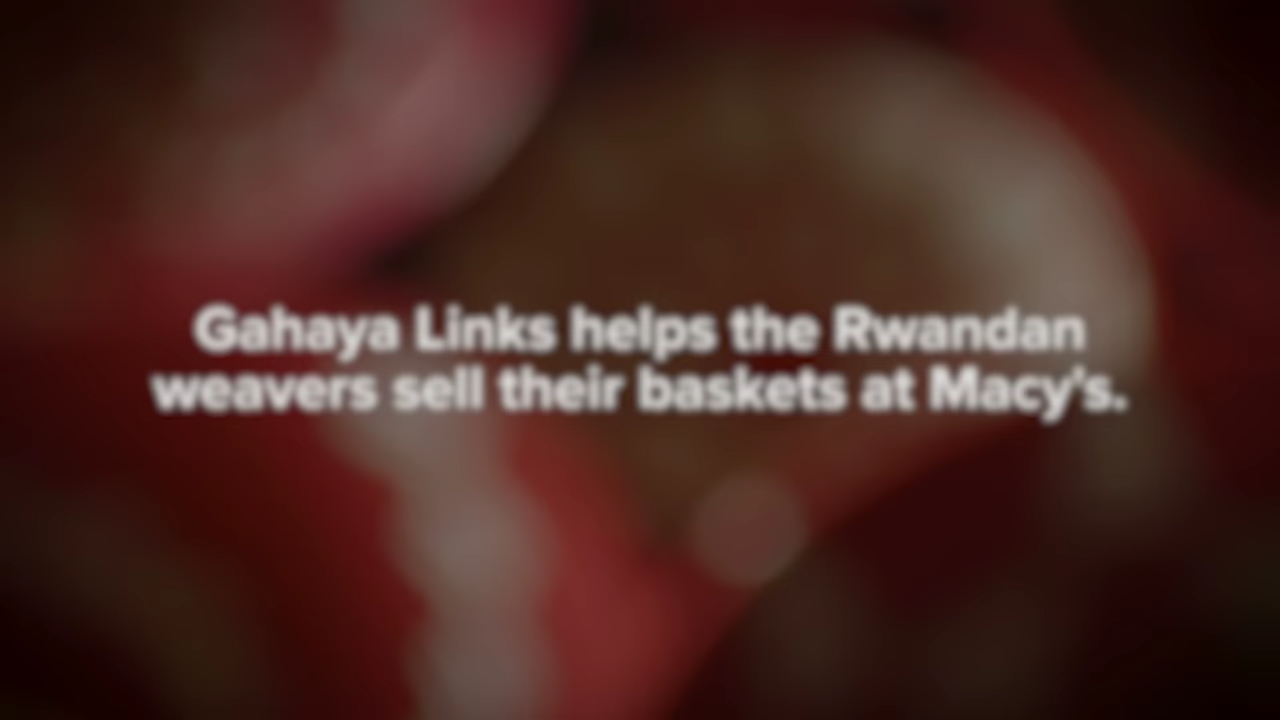 Gahaya Links helps the Rwandan
weavers sell their baskets at Macy's.